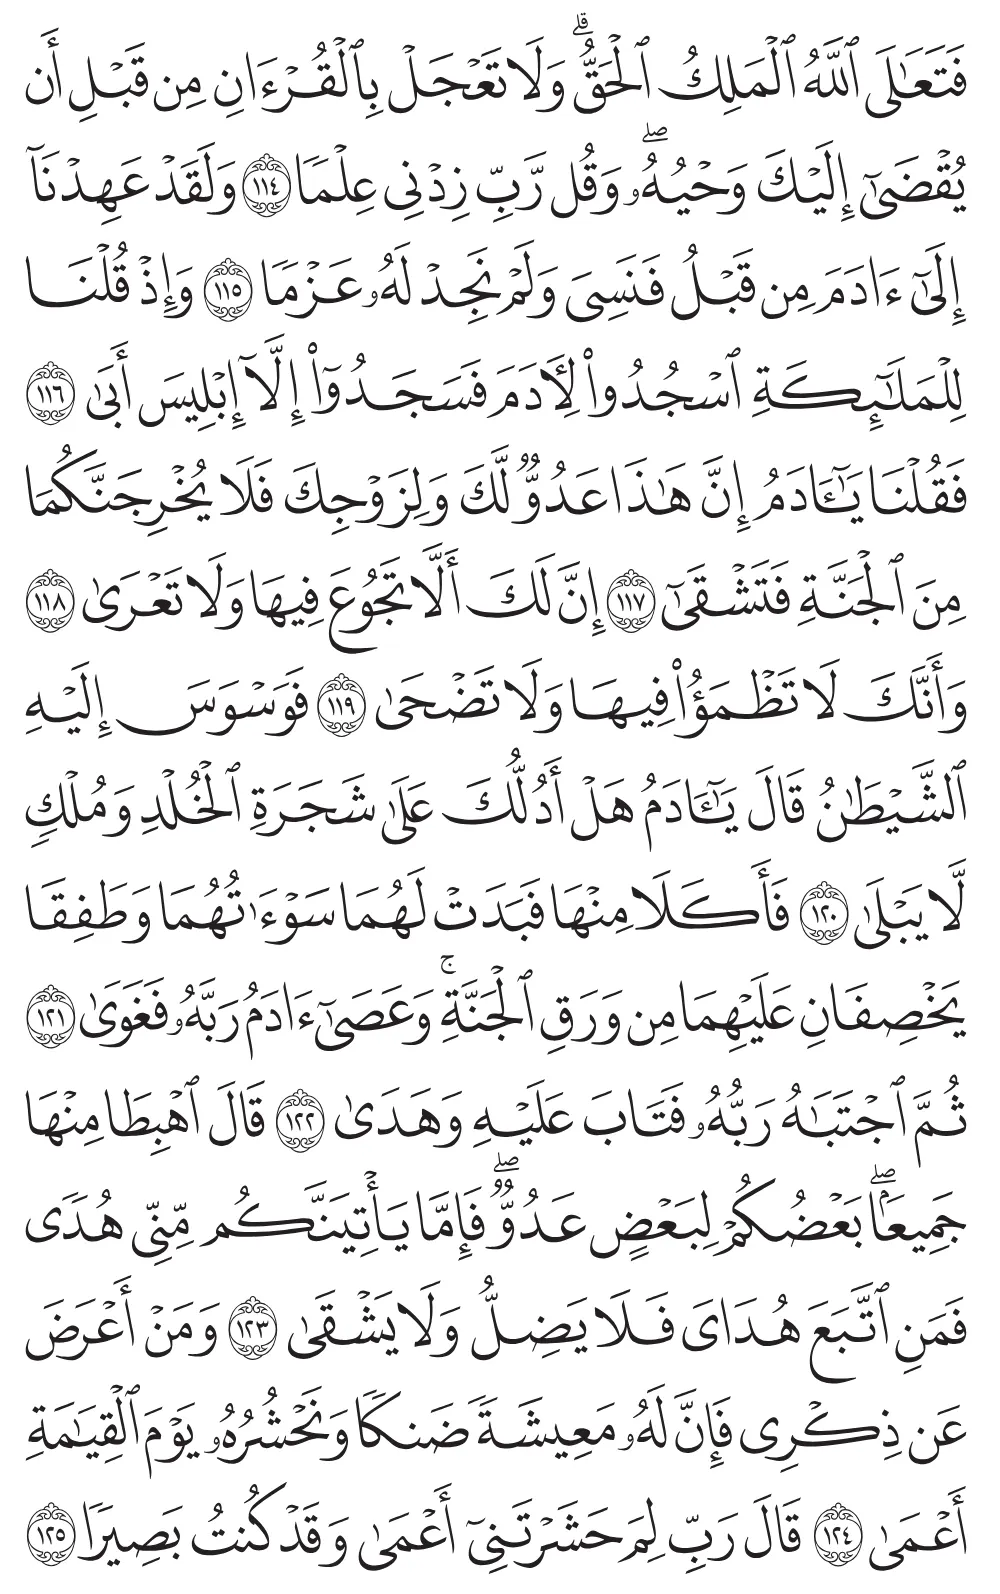 فَتَعَـٰلَى ٱللَّهُ ٱلْمَلِكُ ٱلْحَقُّ ۗ وَلَا تَعْجَلْ بِٱلْقُرْءَانِ مِن قَبْلِ أَن
يُقْضَىٰٓ إِلَيْكَ وَحْيُهُۥ ۖ وَقُل رَّبِّ زِدْنِى عِلْمًا ١١٤ وَلَقَدْ عَهِدْنَآ
إِلَىٰٓ ءَادَمَ مِن قَبْلُ فَنَسِىَ وَلَمْ نَجِدْ لَهُۥ عَزْمًا ١١٥ وَإِذْ قُلْنَا
لِلْمَلَـٰٓئِكَةِ ٱسْجُدُوا۟ لِـَٔادَمَ فَسَجَدُوٓا۟ إِلَّآ إِبْلِيسَ أَبَىٰ ١١٦
فَقُلْنَا يَـٰٓـَٔادَمُ إِنَّ هَـٰذَا عَدُوٌّ لَّكَ وَلِزَوْجِكَ فَلَا يُخْرِجَنَّكُمَا
مِنَ ٱلْجَنَّةِ فَتَشْقَىٰٓ ١١٧ إِنَّ لَكَ أَلَّا تَجُوعَ فِيهَا وَلَا تَعْرَىٰ ١١٨
وَأَنَّكَ لَا تَظْمَؤُا۟ فِيهَا وَلَا تَضْحَىٰ ١١٩ فَوَسْوَسَ إِلَيْهِ
ٱلشَّيْطَـٰنُ قَالَ يَـٰٓـَٔادَمُ هَلْ أَدُلُّكَ عَلَىٰ شَجَرَةِ ٱلْخُلْدِ وَمُلْكٍ
لَّا يَبْلَىٰ ١٢٠ فَأَكَلَا مِنْهَا فَبَدَتْ لَهُمَا سَوْءَٰتُهُمَا وَطَفِقَا
يَخْصِفَانِ عَلَيْهِمَا مِن وَرَقِ ٱلْجَنَّةِ ۚ وَعَصَىٰٓ ءَادَمُ رَبَّهُۥ فَغَوَىٰ ١٢١
ثُمَّ ٱجْتَبَـٰهُ رَبُّهُۥ فَتَابَ عَلَيْهِ وَهَدَىٰ ١٢٢ قَالَ ٱهْبِطَا مِنْهَا
جَمِيعًۢا ۖ بَعْضُكُمْ لِبَعْضٍ عَدُوٌّ ۖ فَإِمَّا يَأْتِيَنَّكُم مِّنِّى هُدًى
فَمَنِ ٱتَّبَعَ هُدَاىَ فَلَا يَضِلُّ وَلَا يَشْقَىٰ ١٢٣ وَمَنْ أَعْرَضَ
عَن ذِكْرِى فَإِنَّ لَهُۥ مَعِيشَةً ضَنكًا وَنَحْشُرُهُۥ يَوْمَ ٱلْقِيَـٰمَةِ
أَعْمَىٰ ١٢٤ قَالَ رَبِّ لِمَ حَشَرْتَنِىٓ أَعْمَىٰ وَقَدْ كُنتُ بَصِيرًا ١٢٥